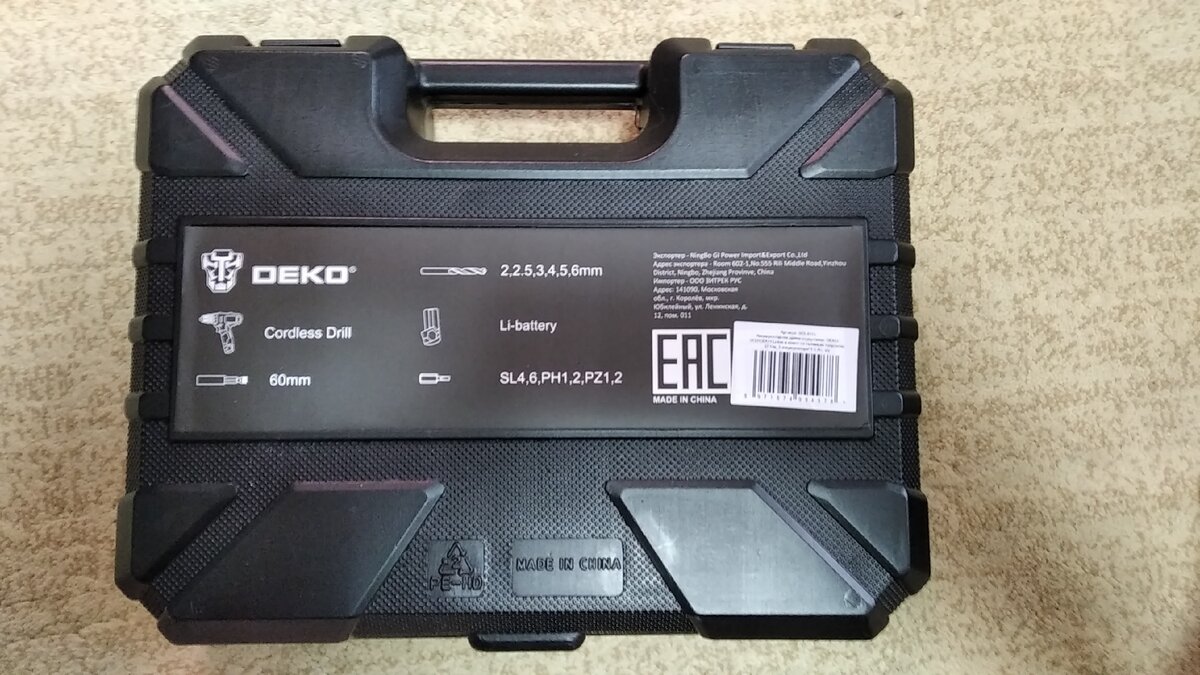 DEKO®
2,2.5,3,4,5,6mm
Cordless Drill
Li-battery
60mm
SL4,6,PH1,2,PZ1,2
Экспортер - NingBo GI Power Import&Export Co.,Ltd
Адрес экспортера - Room 602-1,No.555 Rili Middle Road,Yinzhou
District, Ningbo, Zhejiang Provinve, China
Импортер - ООО ВИТРЕК РУС
Адрес: 141090, Московская
обл., г. Королёв, мкр.
Юбилейный, ул. Ленинская, д.
12, пом. 011
EAC
MADE IN CHINA
2
PE-HD
MADE IN CHINA